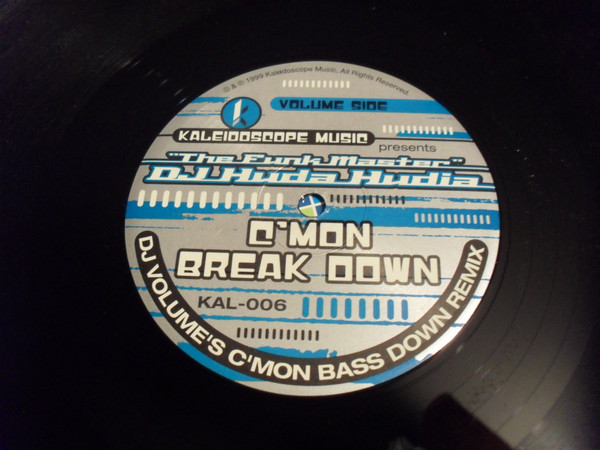 © & ℗ 1999 Kaleidoscope Music, All Rights Reserved.
VOLUME SIDE
K
KALEIDOSCOPE MUSIC
presents
"The Funk Master"
DJ Huda Hudia
C'MON
BREAK DOWN
KAL-006
DJ VOLUME'S C'MON BASS DOWN REMIX